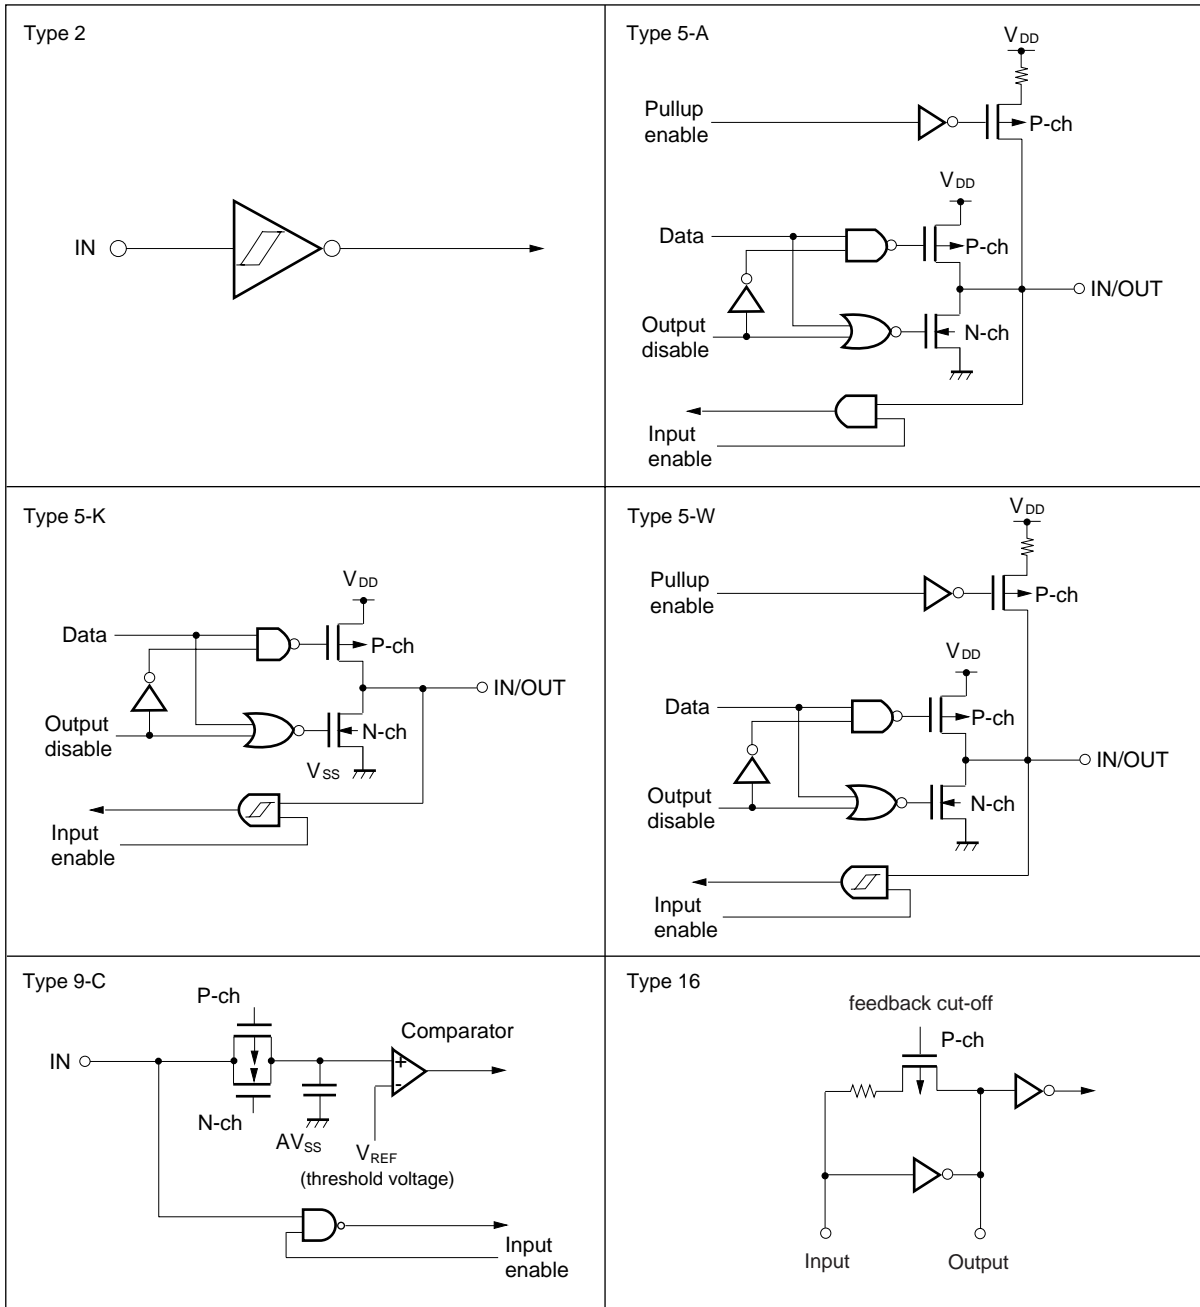 Type 2
IN
Type 5-A
VDD
Pullup
enable
P-ch
VDD
Data
P-ch
IN/OUT
Output
disable
N-ch
Input
enable
Type 5-K
VDD
Data
P-ch
IN/OUT
Output
disable
N-ch
VSS
Input
enable
Type 5-W
VDD
Pullup
enable
P-ch
VDD
Data
P-ch
IN/OUT
Output
disable
N-ch
Input
enable
Type 9-C
P-ch
Comparator
IN
+
-
N-ch
AVSS
VREF
(threshold voltage)
Input
enable
Type 16
feedback cut-off
P-ch
Input
Output